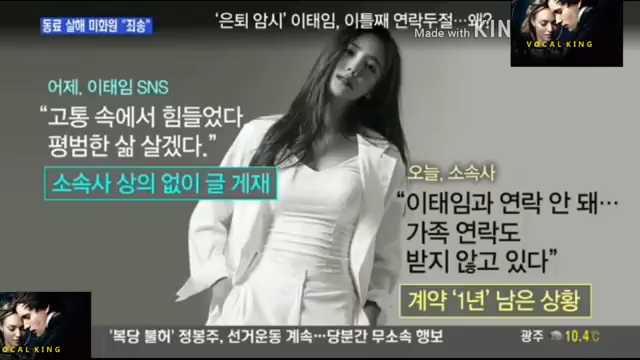 동료 살해 미화원 "죄송"
'은퇴 암시' 이태임, 이틀째 연락두절…왜?
Made with KIN
VOCAL KING
어제, 이태임 SNS
“고통 속에서 힘들었다
평범한 삶 살겠다.”
소속사 상의 없이 글 게재
오늘, 소속사
“이태임과 연락 안 돼…
가족 연락도
받지 않고 있다”
계약 ‘1년’ 남은 상황
VOCAL KING
'복당 불허' 정봉주, 선거운동 계속…당분간 무소속 행보
광주 10.4℃